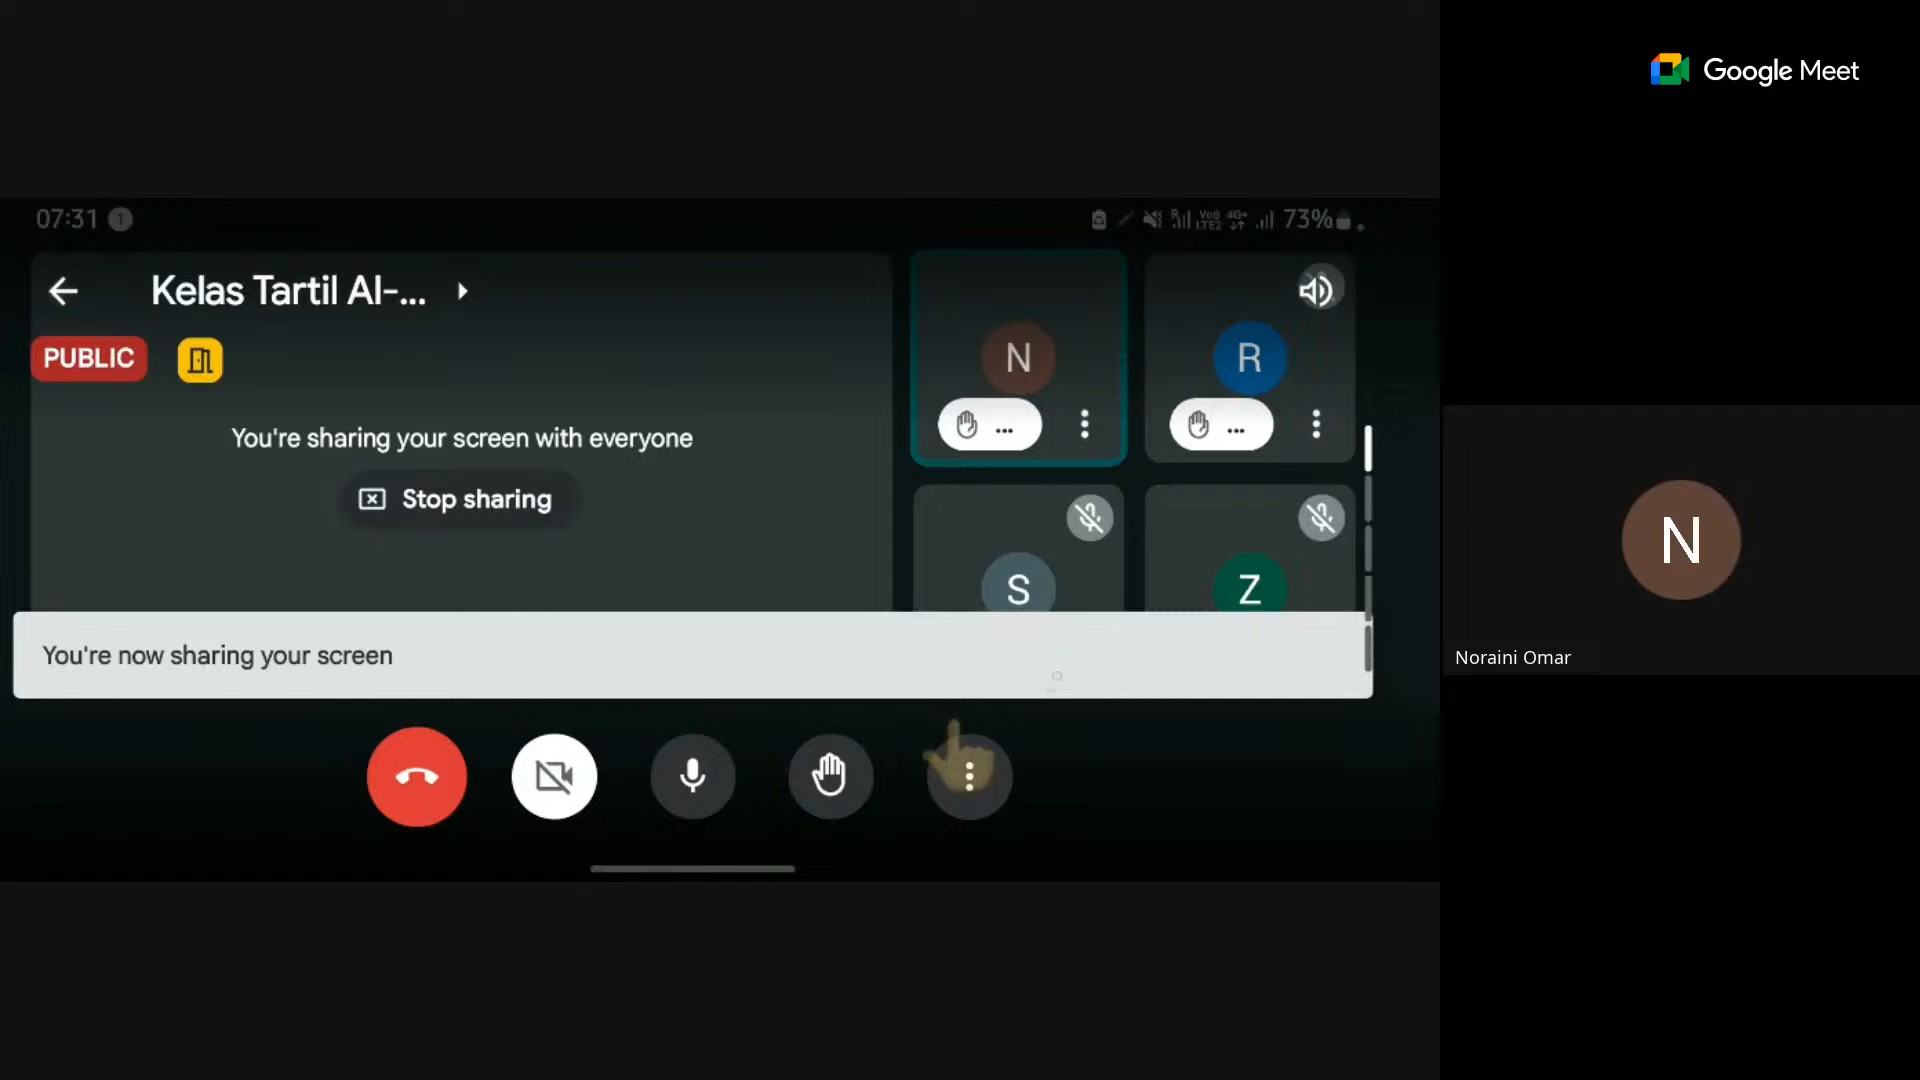 Google Meet
07:31 1
73%
Kelas Tartil Al-...
PUBLIC
N
R
You're sharing your screen with everyone
...
...
Stop sharing
S
Z
N
You're now sharing your screen
Noraini Omar